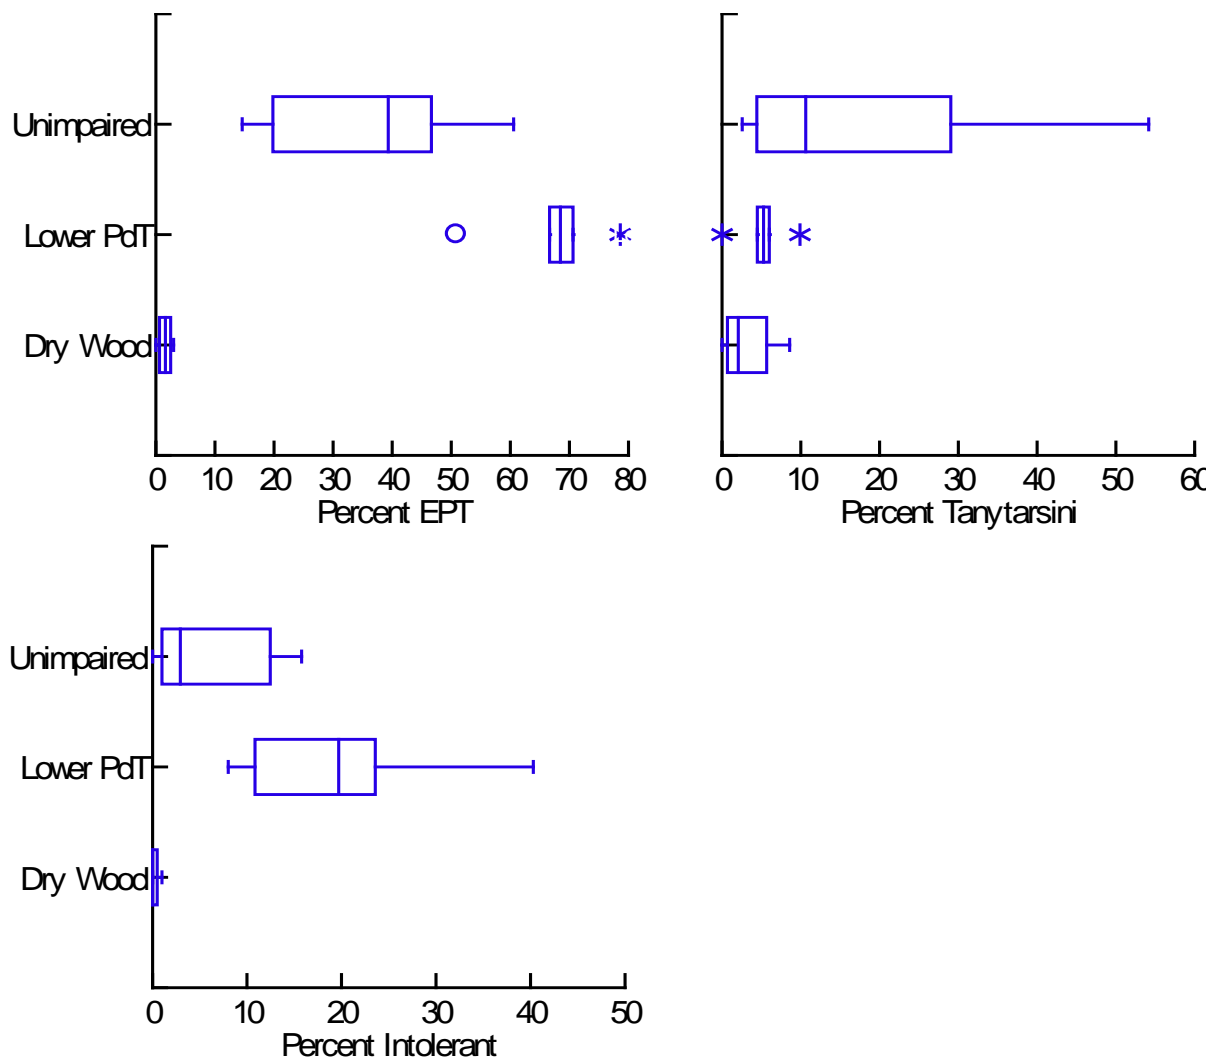 Unimpaired
Lower PdT
Dry Wood
0 10 20 30 40 50 60 70 80
Percent EPT
0 10 20 30 40 50 60
Percent Tanytarsini
Unimpaired
Lower PdT
Dry Wood
0 10 20 30 40 50
Percent Intolerant